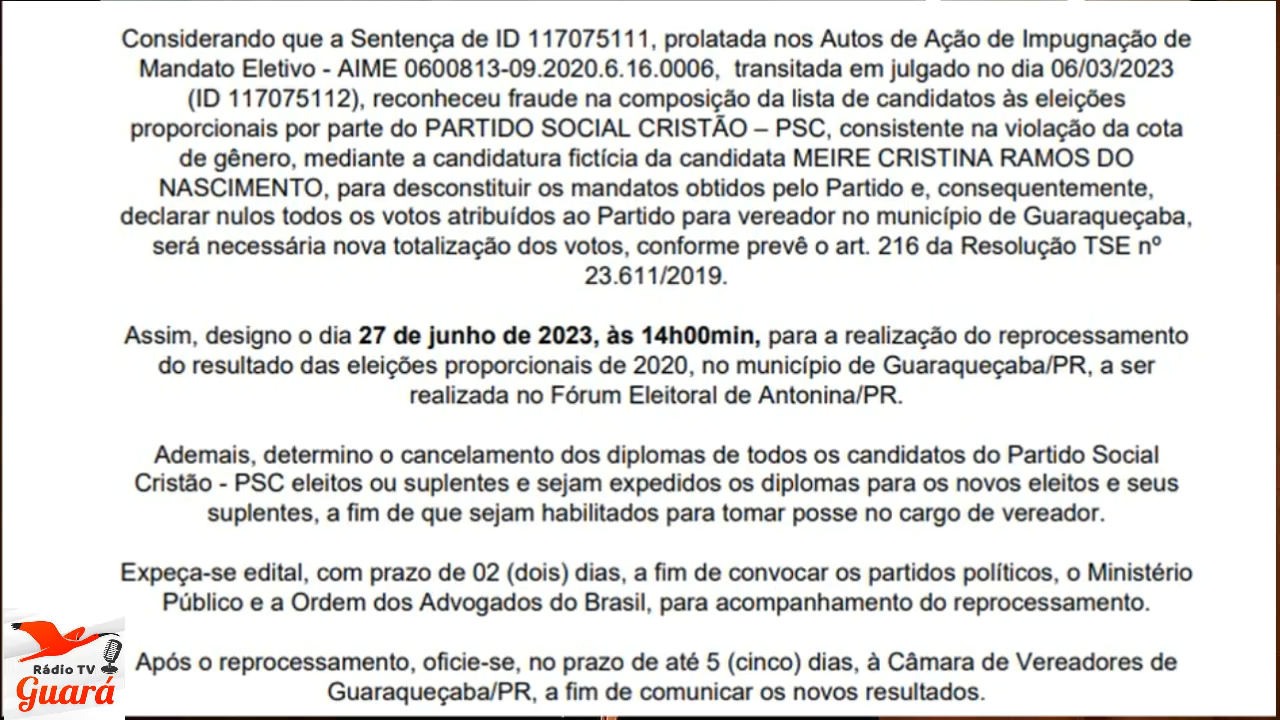 Considerando que a Sentença de ID 117075111, prolatada nos Autos de Ação de Impugnação de
Mandato Eletivo - AIME 0600813-09.2020.6.16.0006, transitada em julgado no dia 06/03/2023
(ID 117075112), reconheceu fraude na composição da lista de candidatos às eleições
proporcionais por parte do PARTIDO SOCIAL CRISTÃO – PSC, consistente na violação da cota
de gênero, mediante a candidatura fictícia da candidata MEIRE CRISTINA RAMOS DO
NASCIMENTO, para desconstituir os mandatos obtidos pelo Partido e, consequentemente,
declarar nulos todos os votos atribuídos ao Partido para vereador no município de Guaraqueçaba,
será necessária nova totalização dos votos, conforme prevê o art. 216 da Resolução TSE nº
23.611/2019.
Assim, designo o dia 27 de junho de 2023, às 14h00min, para a realização do reprocessamento
do resultado das eleições proporcionais de 2020, no município de Guaraqueçaba/PR, a ser
realizada no Fórum Eleitoral de Antonina/PR.
Ademais, determino o cancelamento dos diplomas de todos os candidatos do Partido Social
Cristão - PSC eleitos ou suplentes e sejam expedidos os diplomas para os novos eleitos e seus
suplentes, a fim de que sejam habilitados para tomar posse no cargo de vereador.
Expeça-se edital, com prazo de 02 (dois) dias, a fim de convocar os partidos políticos, o Ministério
Público e a Ordem dos Advogados do Brasil, para acompanhamento do reprocessamento.
Após o reprocessamento, oficie-se, no prazo de até 5 (cinco) dias, à Câmara de Vereadores de
Guaraqueçaba/PR, a fim de comunicar os novos resultados.
Rádio TV
Guará